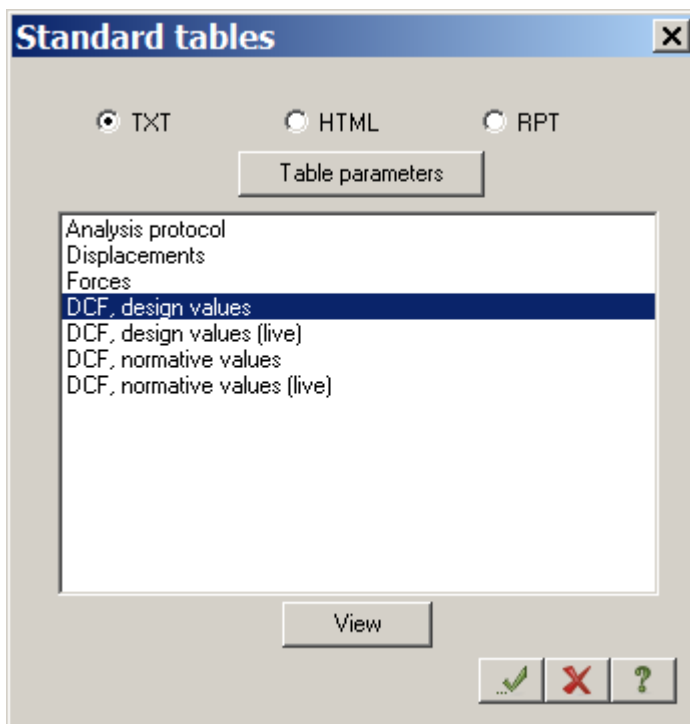 Standard tables
TXT HTML RPT
Table parameters
Analysis protocol
Displacements
Forces
DCF, design values
DCF, design values (live)
DCF, normative values
DCF, normative values (live)
View
?